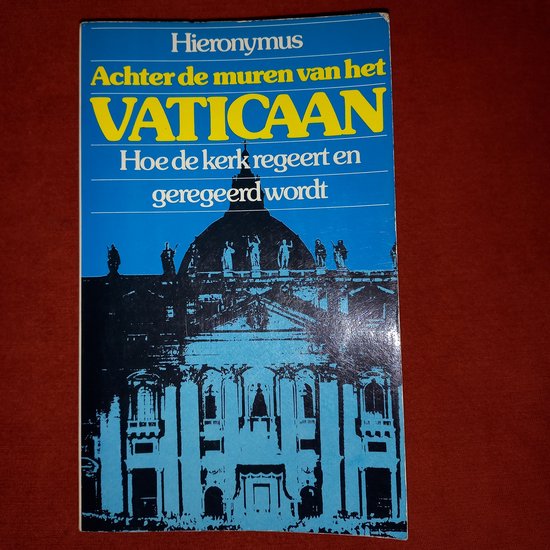 Hieronymus
Achter de muren van het
VATICAAN
Hoe de kerk regeert en
geregeerd wordt